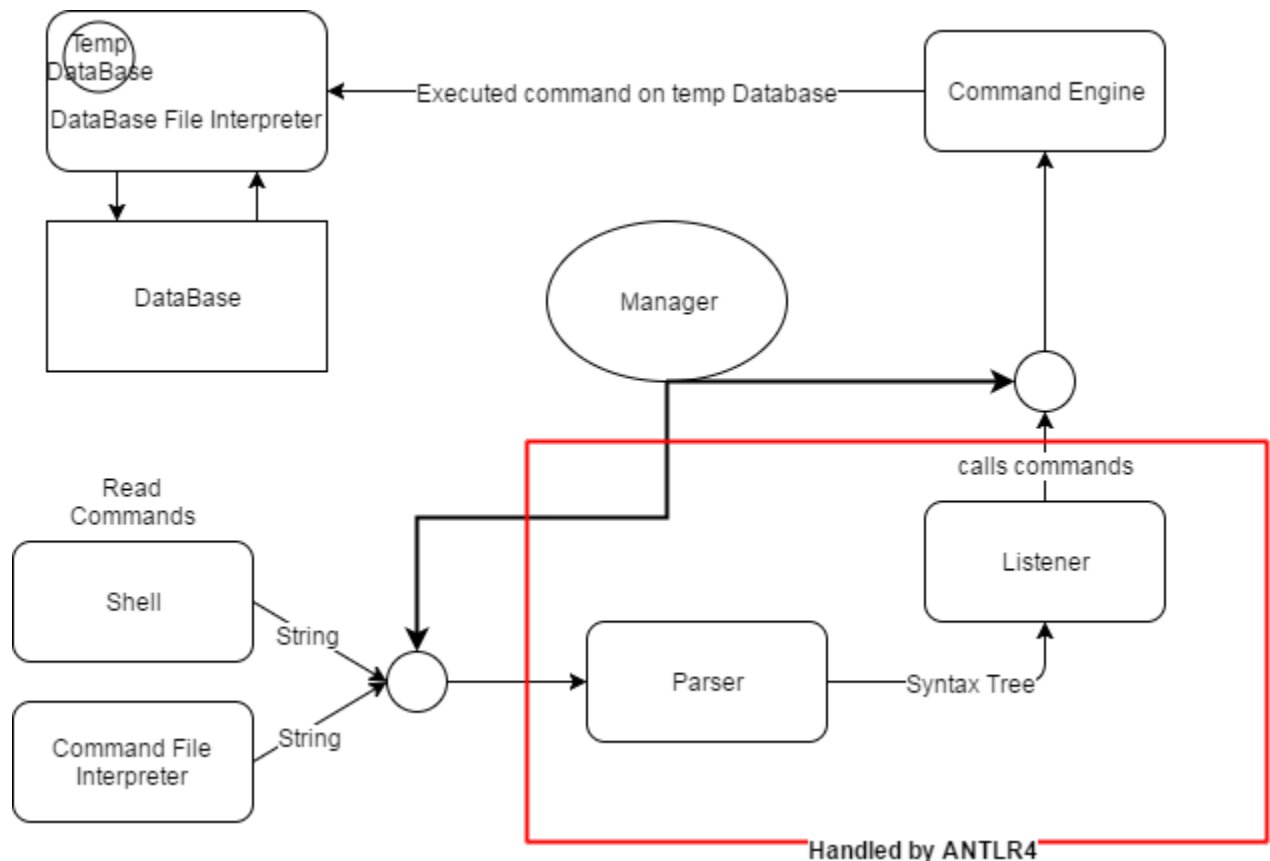 Temp
DataBase
DataBase File Interpreter
Executed command on temp Database
Command Engine
DataBase
Manager
calls commands
Read
Commands
Listener
Shell
String
Parser
Syntax Tree
String
Command File
Interpreter
Handled by ANTLR4